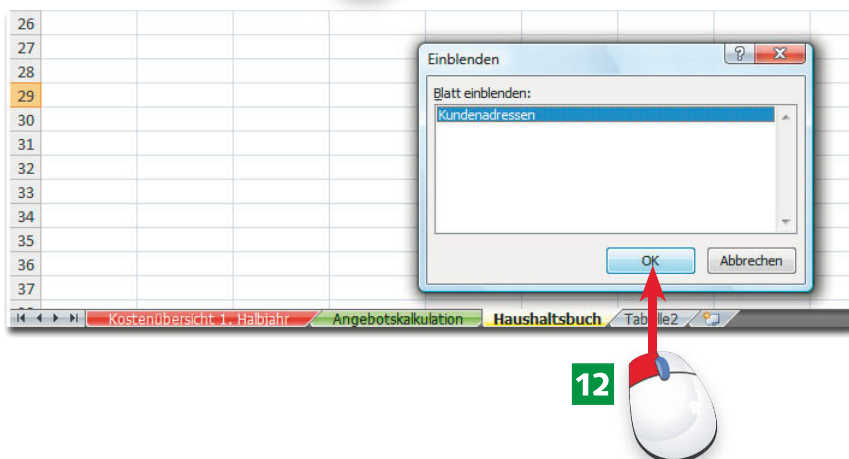 26
27
28
29
30
31
32
33
34
35
36
37
Einblenden
?
X
Blatt einblenden:
Kundenadressen
OK Abbrechen
Kostenübersicht 1. Halbjahr Angebotskalkulation Haushaltsbuch Tabelle2
12